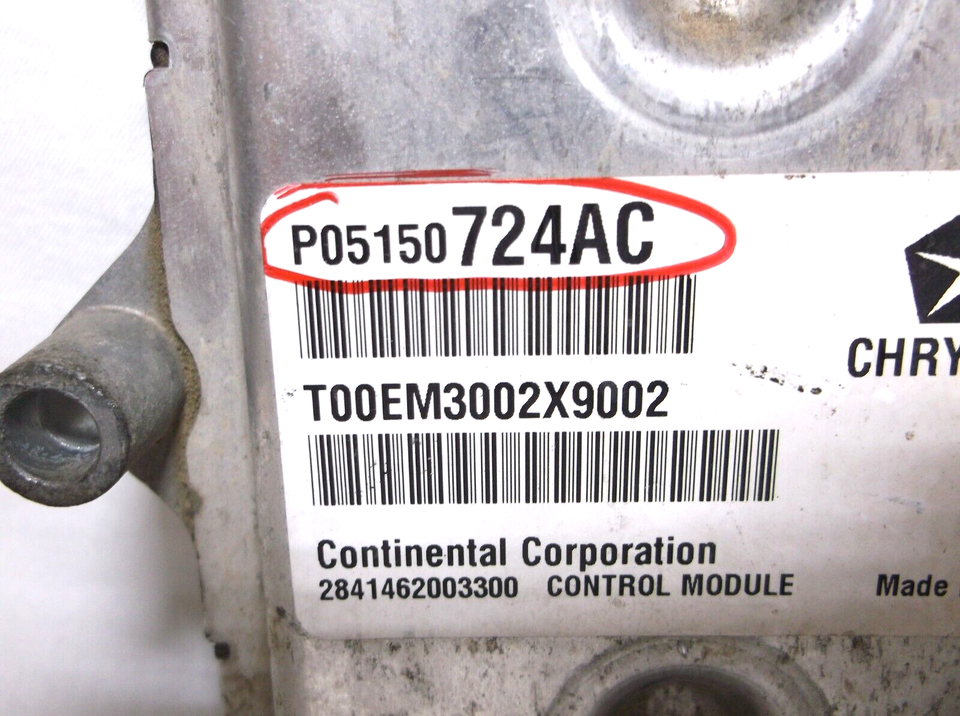 P05150724AC
CHRY
T00EM3002X9002
Continental Corporation
2841462003300 CONTROL MODULE Made